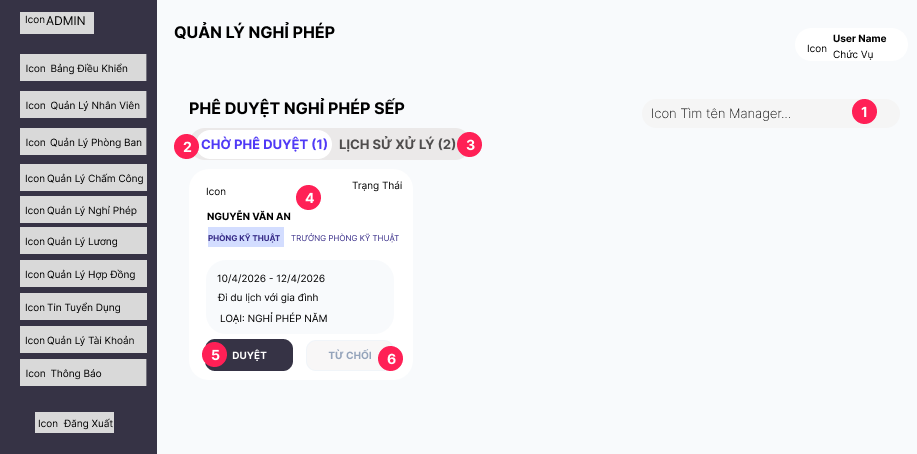 Icon ADMIN
Icon Bảng Điều Khiển
Icon Quản Lý Nhân Viên
Icon Quản Lý Phòng Ban
Icon Quản Lý Chấm Công
Icon Quản Lý Nghỉ Phép
Icon Quản Lý Lương
Icon Quản Lý Hợp Đồng
Icon Tin Tuyển Dụng
Icon Quản Lý Tài Khoản
Icon Thông Báo
Icon Đăng Xuất
QUẢN LÝ NGHỈ PHÉP
Icon
User Name
Chức Vụ
PHÊ DUYỆT NGHỈ PHÉP SẾP
Icon Tìm tên Manager...
1
2
CHỜ PHÊ DUYỆT (1)
LỊCH SỬ XỬ LÝ (2)
3
Icon
4
Trạng Thái
NGUYỄN VĂN AN
PHÒNG KỸ THUẬT
TRƯỞNG PHÒNG KỸ THUẬT
10/4/2026 - 12/4/2026
Đi du lịch với gia đình
LOẠI: NGHỈ PHÉP NĂM
5
DUYỆT
TỪ CHỐI
6